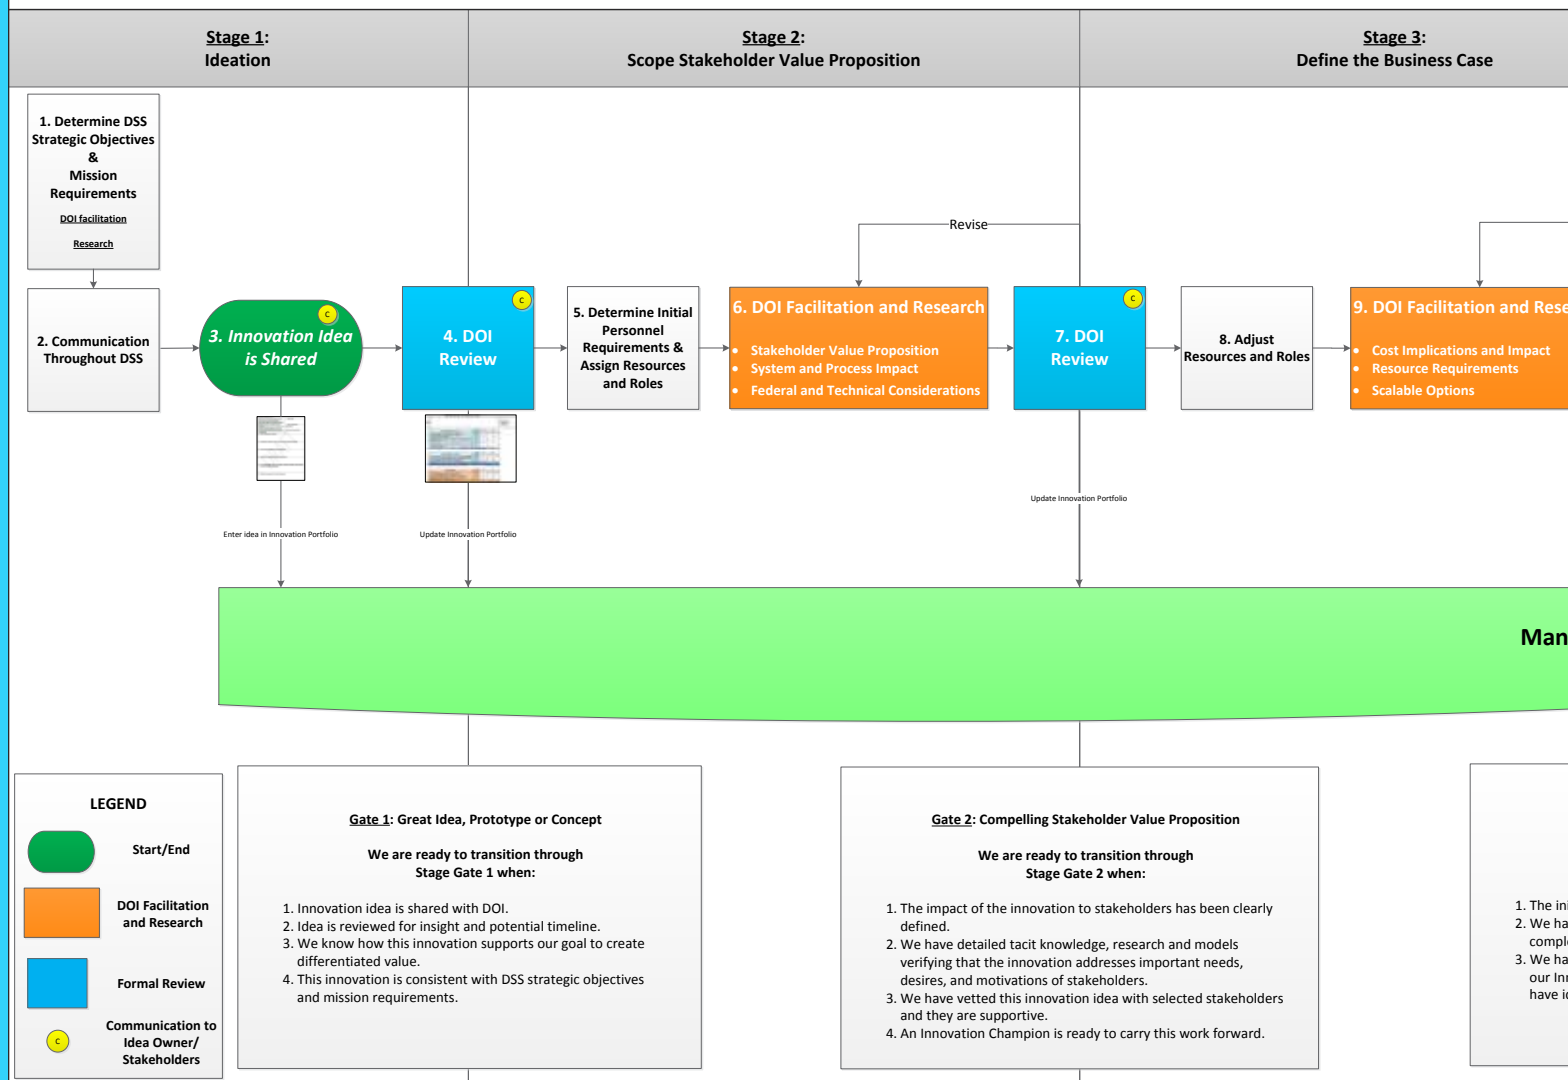 Stage 1:
Ideation
Stage 2:
Scope Stakeholder Value Proposition
Stage 3:
Define the Business Case
1. Determine DSS
Strategic Objectives
&
Mission
Requirements
DOI facilitation
Research
2. Communication
Throughout DSS
C
3. Innovation Idea
is Shared
C
4. DOI
Review
5. Determine Initial
Personnel
Requirements &
Assign Resources
and Roles
Revise
6. DOI Facilitation and Research
• Stakeholder Value Proposition
• System and Process Impact
• Federal and Technical Considerations
C
7. DOI
Review
8. Adjust
Resources and Roles
9. DOI Facilitation and Rese
• Cost Implications and Impact
• Resource Requirements
• Scalable Options
Enter idea in Innovation Portfolio
Update Innovation Portfolio
Update Innovation Portfolio
Man
LEGEND
Start/End
DOI Facilitation
and Research
Formal Review
C
Communication to
Idea Owner/
Stakeholders
Gate 1: Great Idea, Prototype or Concept
We are ready to transition through
Stage Gate 1 when:
1. Innovation idea is shared with DOI.
2. Idea is reviewed for insight and potential timeline.
3. We know how this innovation supports our goal to create
differentiated value.
4. This innovation is consistent with DSS strategic objectives
and mission requirements.
Gate 2: Compelling Stakeholder Value Proposition
We are ready to transition through
Stage Gate 2 when:
1. The impact of the innovation to stakeholders has been clearly
defined.
2. We have detailed tacit knowledge, research and models
verifying that the innovation addresses important needs,
desires, and motivations of stakeholders.
3. We have vetted this innovation idea with selected stakeholders
and they are supportive.
4. An Innovation Champion is ready to carry this work forward.
1. The ini
2. We ha
comple
3. We ha
our Inn
have id